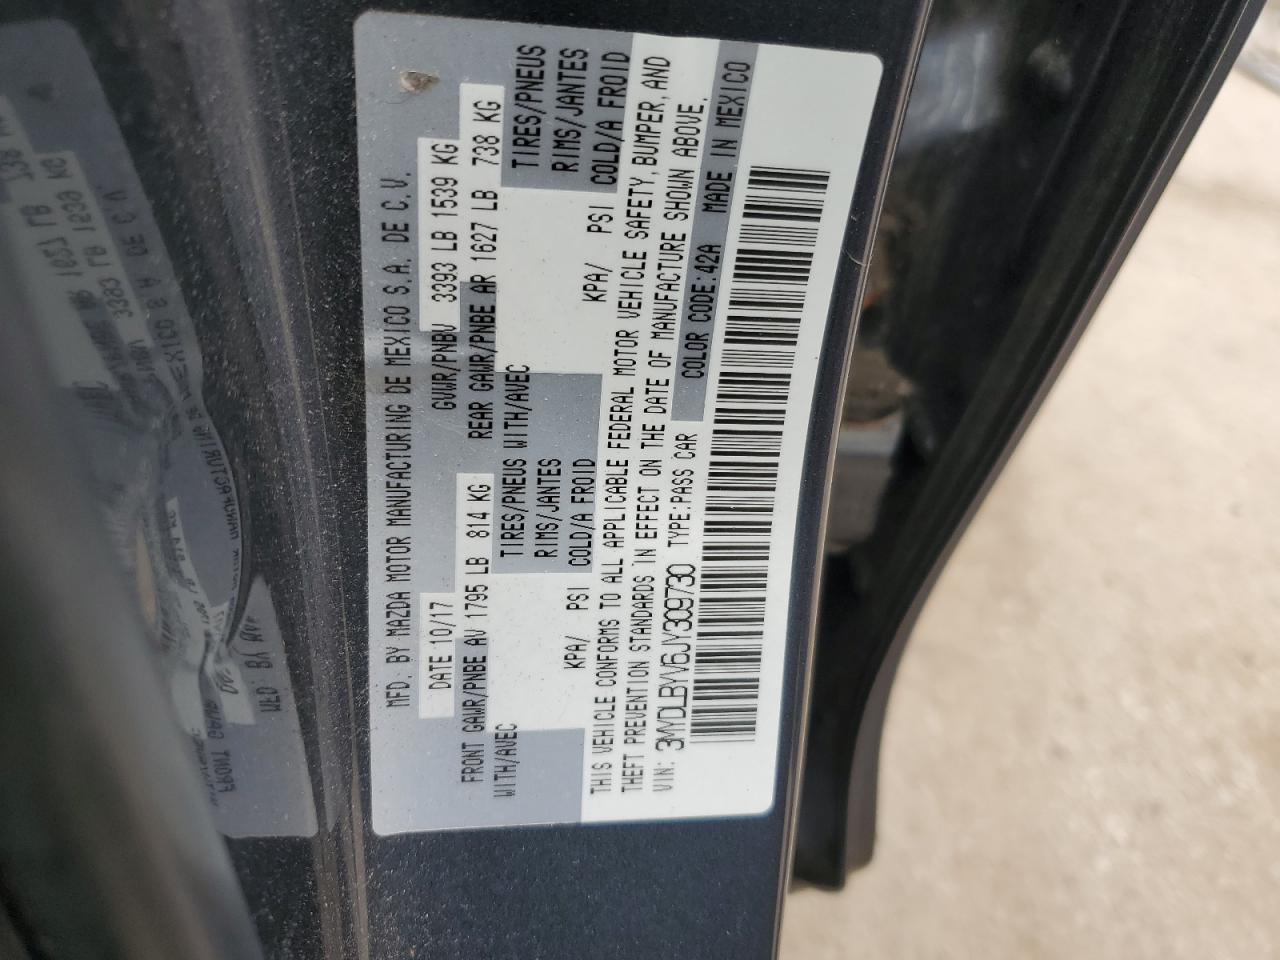 MFD. BY MAZDA MOTOR MANUFACTURING DE MEXICO S.A. DE C.V.
DATE 10/17 GVWR/PNBV 3393 LB 1539 KG
FRONT GAWR/PNBE AV 1795 LB 814 KG REAR GAWR/PNBE AR 1627 LB 738 KG
WITH/AVEC TIRES/PNEUS WITH/AVEC TIRES/PNEUS
RIMS/JANTES RIMS/JANTES
KPA/ PSI COLD/A FROID KPA/ PSI COLD/A FROID
THIS VEHICLE CONFORMS TO ALL APPLICABLE FEDERAL MOTOR VEHICLE SAFETY, BUMPER, AND
THEFT PREVENTION STANDARDS IN EFFECT ON THE DATE OF MANUFACTURE SHOWN ABOVE.
VIN: 3MYDLBYV6JY309730 TYPE:PASS CAR COLOR CODE:42A MADE IN MEXICO